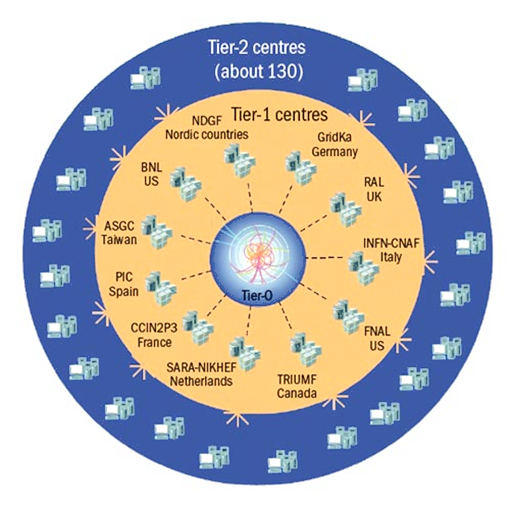 Tier-2 centres
(about 130)
Tier-1 centres
NDGF
Nordic countries
GridKa
Germany
BNL
US
RAL
UK
ASGC
Taiwan
INFN-CNAF
Italy
PIC
Spain
Tier-0
CCIN2P3
France
FNAL
US
SARA-NIKHEF
Netherlands
TRIUMF
Canada